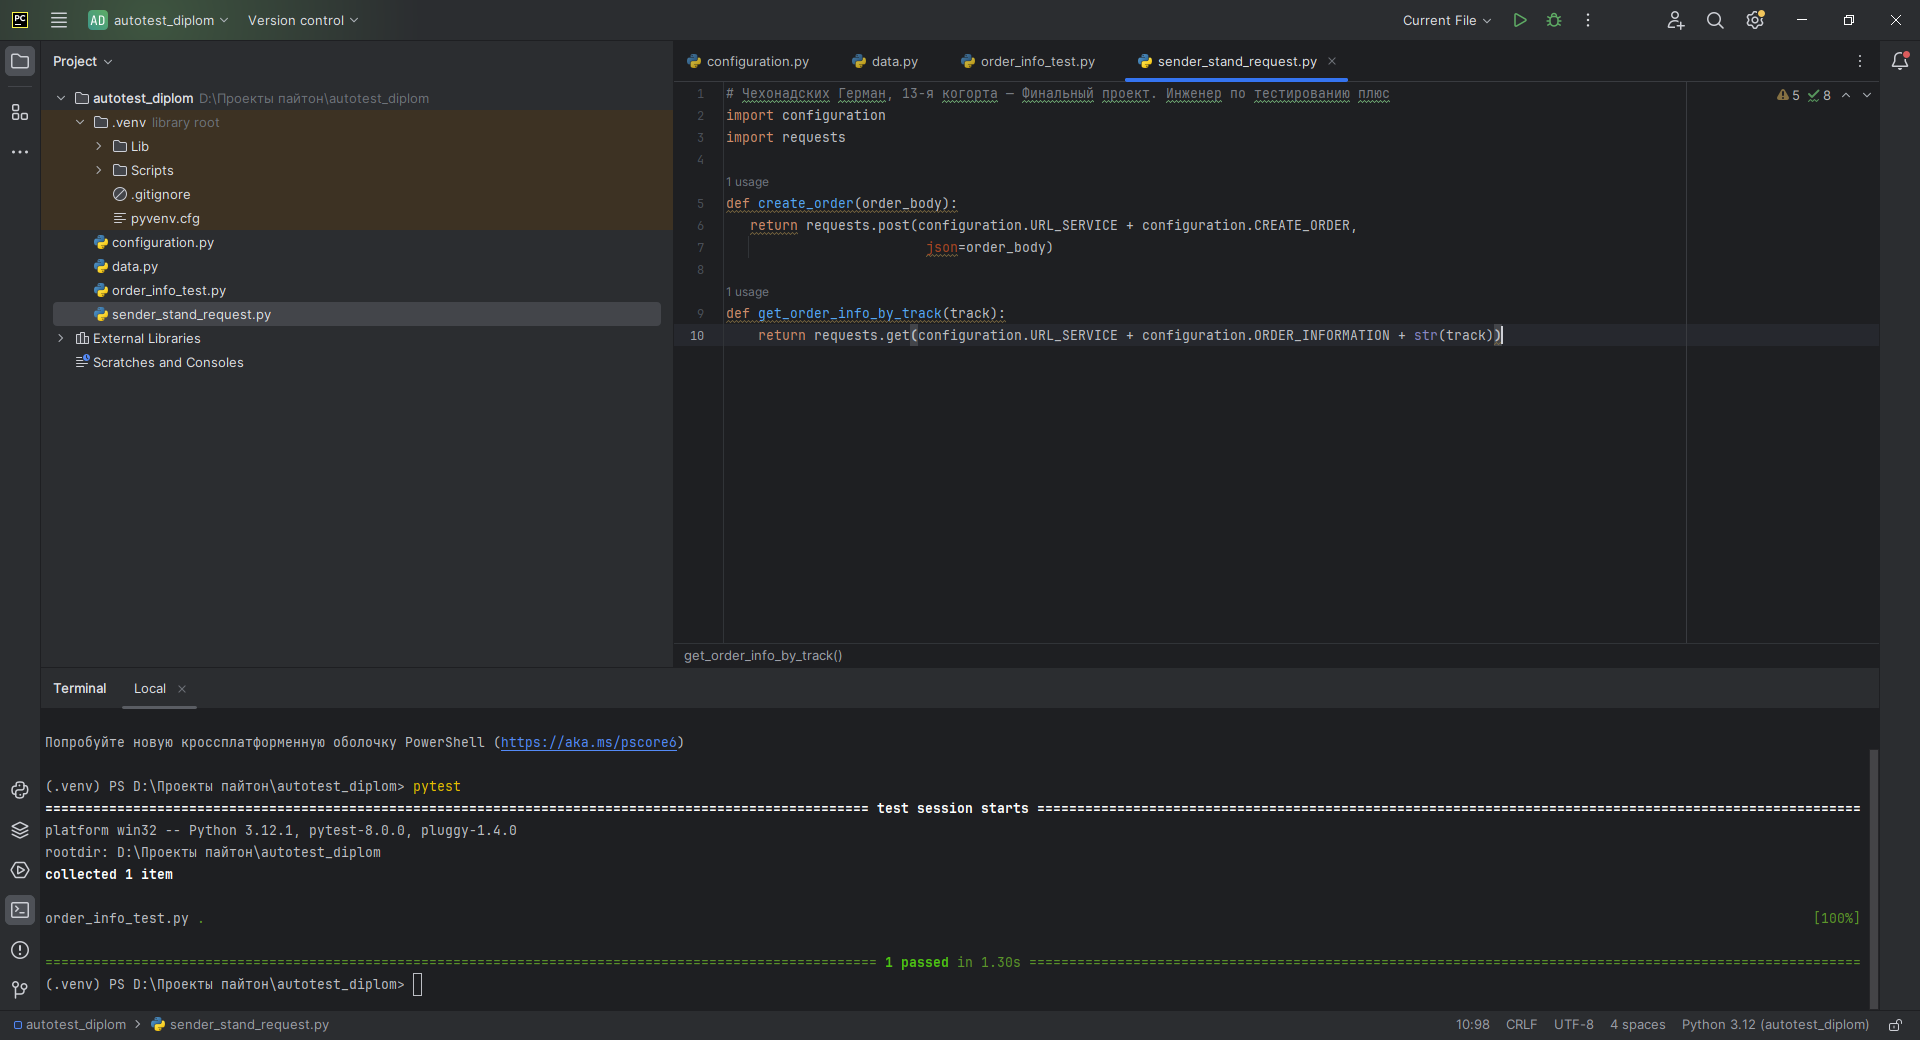 PC
AD autotest_diplom Version control Current File
Project
autotest_diplom D:\Проекты пайтон\autotest_diplom
.venv library root
Lib
Scripts
.gitignore
pyvenv.cfg
configuration.py
data.py
order_info_test.py
sender_stand_request.py
External Libraries
Scratches and Consoles
configuration.py data.py order_info_test.py sender_stand_request.py
5 8
1 # Чехонадских Герман, 13-я когорта — Финальный проект. Инженер по тестированию плюс
2 import configuration
3 import requests
4
1 usage
5 def create_order(order_body):
6 return requests.post(configuration.URL_SERVICE + configuration.CREATE_ORDER,
7 json=order_body)
8
1 usage
9 def get_order_info_by_track(track):
10 return requests.get(configuration.URL_SERVICE + configuration.ORDER_INFORMATION + str(track))
get_order_info_by_track()
Terminal Local
Попробуйте новую кроссплатформенную оболочку PowerShell (https://aka.ms/pscore6)
(.venv) PS D:\Проекты пайтон\autotest_diplom> pytest
======= test session starts =======
platform win32 -- Python 3.12.1, pytest-8.0.0, pluggy-1.4.0
rootdir: D:\Проекты пайтон\autotest_diplom
collected 1 item
order_info_test.py . [100%]
======= 1 passed in 1.30s =======
(.venv) PS D:\Проекты пайтон\autotest_diplom>
autotest_diplom > sender_stand_request.py 10:98 CRLF UTF-8 4 spaces Python 3.12 (autotest_diplom)